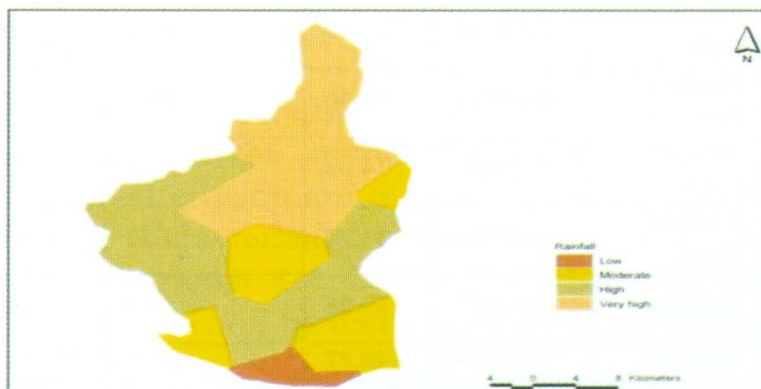 N
Rainfall
Low
Moderate
High
Very high
4 0 4 8 Kilometers